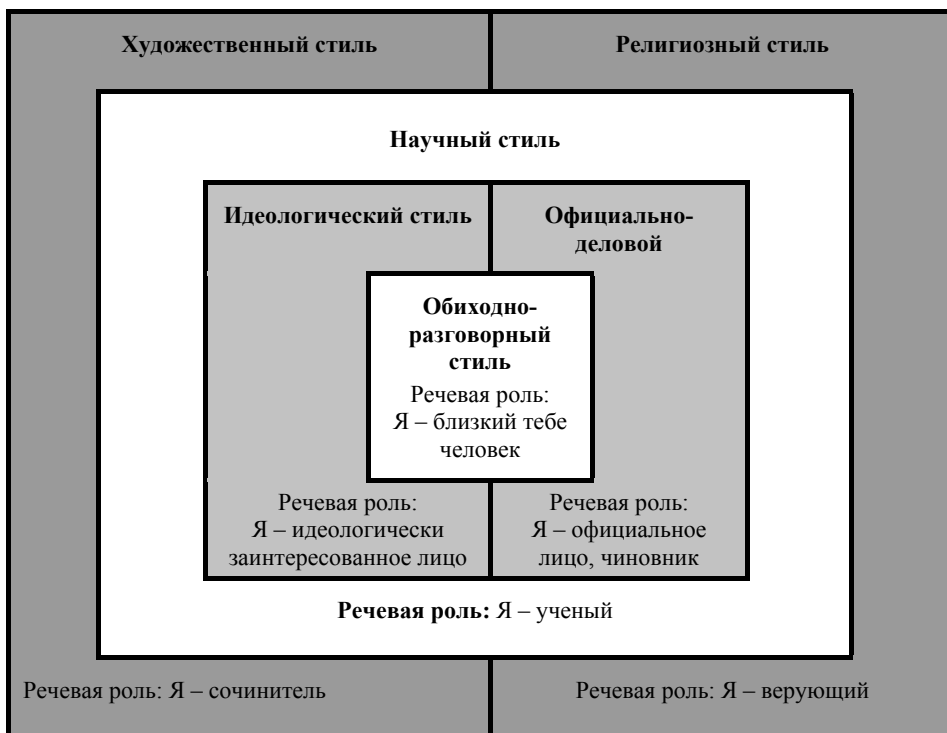 Художественный стиль
Религиозный стиль
Научный стиль
Идеологический стиль
Официально-
деловой
Обиходно-
разговорный
стиль
Речевая роль:
Я – близкий тебе
человек
Речевая роль:
Я – идеологически
заинтересованное лицо
Речевая роль:
Я – официальное
лицо, чиновник
Речевая роль: Я – ученый
Речевая роль: Я – сочинитель
Речевая роль: Я – верующий